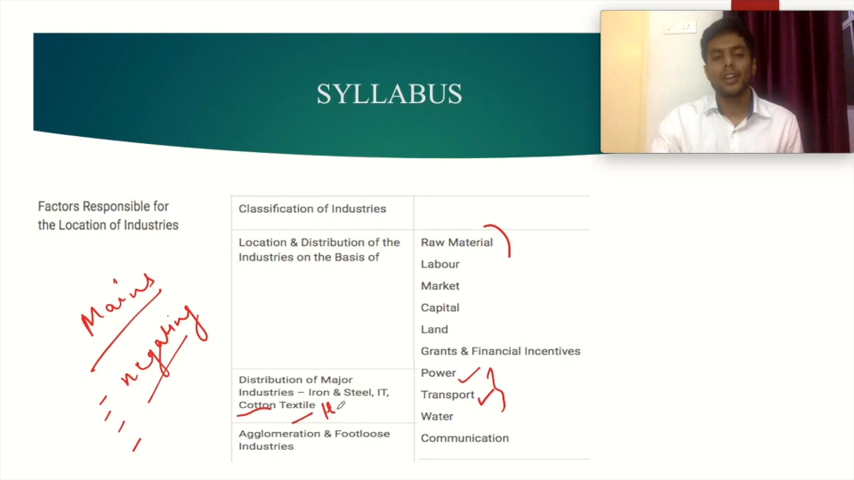 SYLLABUS
Factors Responsible for
the Location of Industries
Classification of Industries
Location & Distribution of the
Industries on the Basis of
Raw Material
Labour
Market
Capital
Land
Grants & Financial Incentives
Power
Transport
Water
Communication
Distribution of Major
Industries – Iron & Steel, IT,
Cotton Textile
Agglomeration & Footloose
Industries
Mains